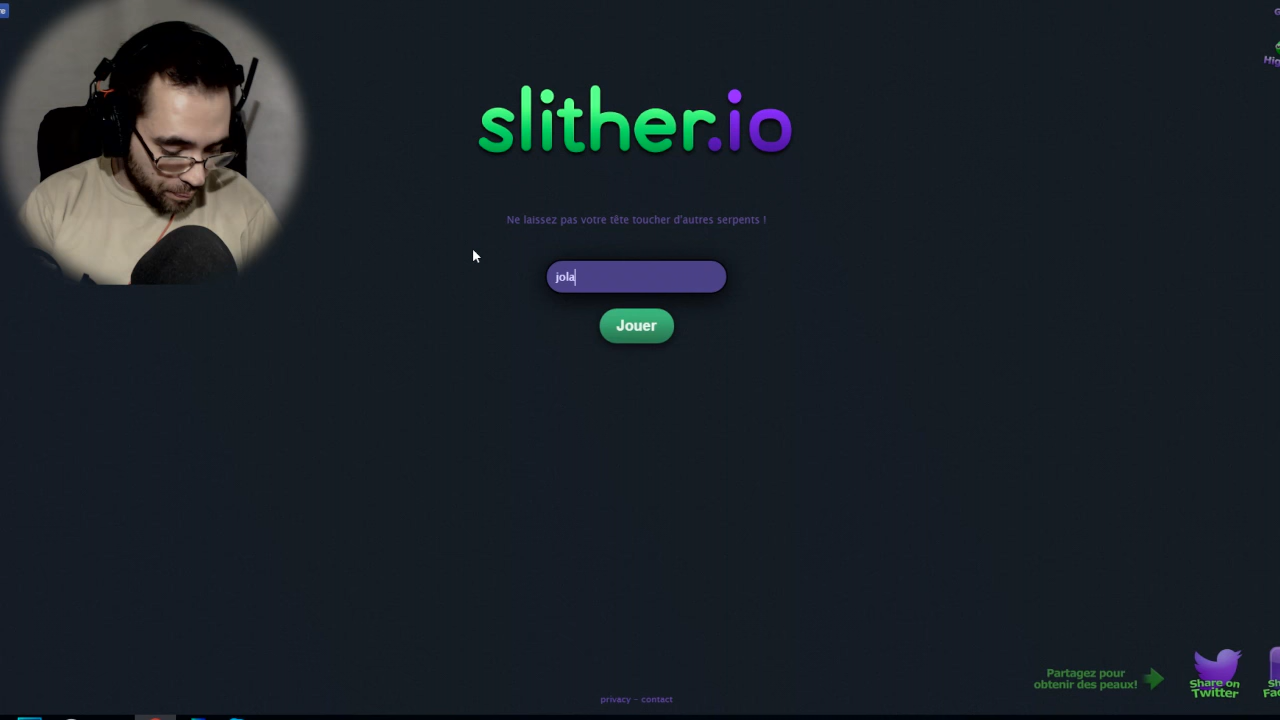 slither.io
Ne laissez pas votre tête toucher d'autres serpents !
jola
Jouer
Partagez pour
obtenir des peaux!
Share on
Twitter
privacy - contact